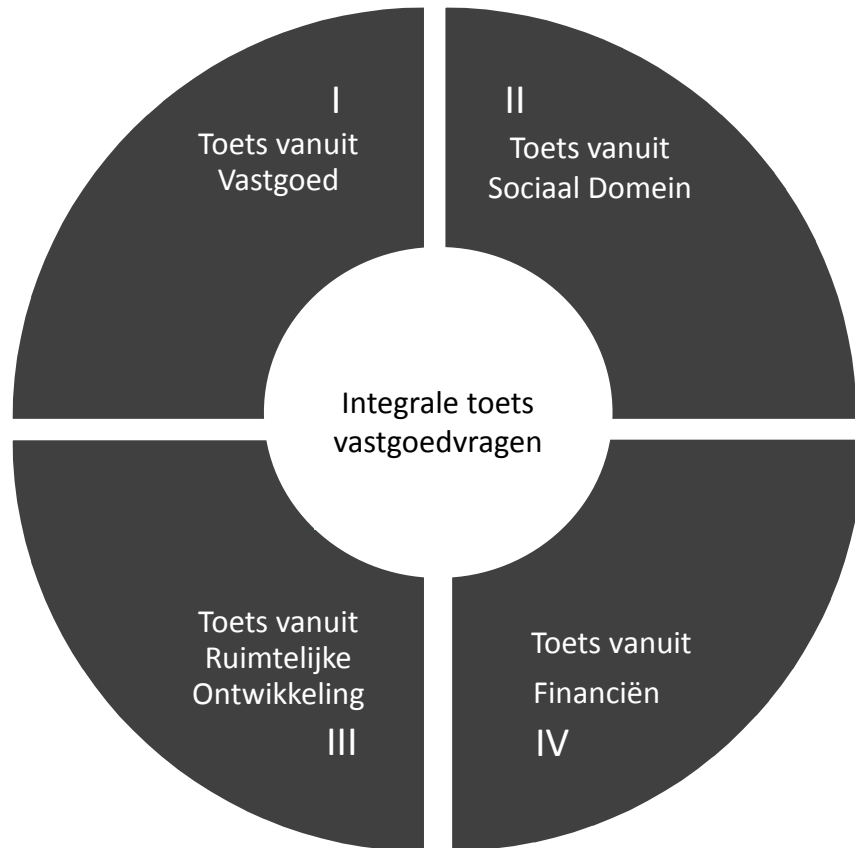 I
Toets vanuit
Vastgoed
II
Toets vanuit
Sociaal Domein
Integrale toets
vastgoedvragen
Toets vanuit
Ruimtelijke
Ontwikkeling
III
Toets vanuit
Financiën
IV